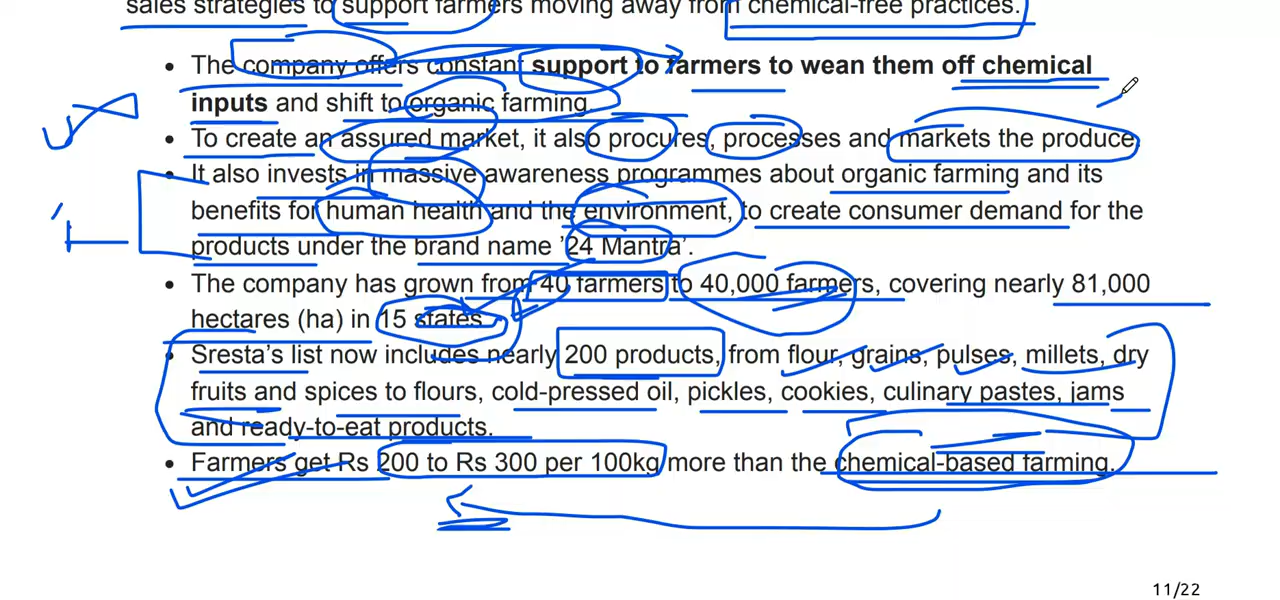 sales strategies to support farmers moving away from chemical-free practices.
• The company offers constant support to farmers to wean them off chemical
inputs and shift to organic farming.
• To create an assured market, it also procures, processes and markets the produce.
• It also invests in massive awareness programmes about organic farming and its
benefits for human health and the environment, to create consumer demand for the
products under the brand name '24 Mantra'.
• The company has grown from 40 farmers to 40,000 farmers, covering nearly 81,000
hectares (ha) in 15 states.
• Sresta's list now includes nearly 200 products, from flour, grains, pulses, millets, dry
fruits and spices to flours, cold-pressed oil, pickles, cookies, culinary pastes, jams
and ready-to-eat products.
• Farmers get Rs 200 to Rs 300 per 100kg more than the chemical-based farming.
11/22